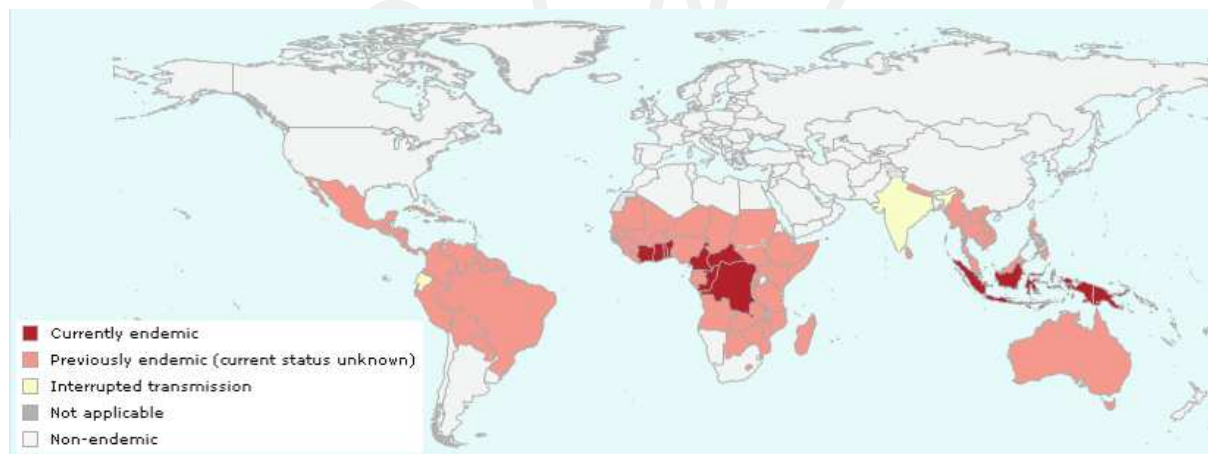 Currently endemic
Previously endemic (current status unknown)
Interrupted transmission
Not applicable
Non-endemic